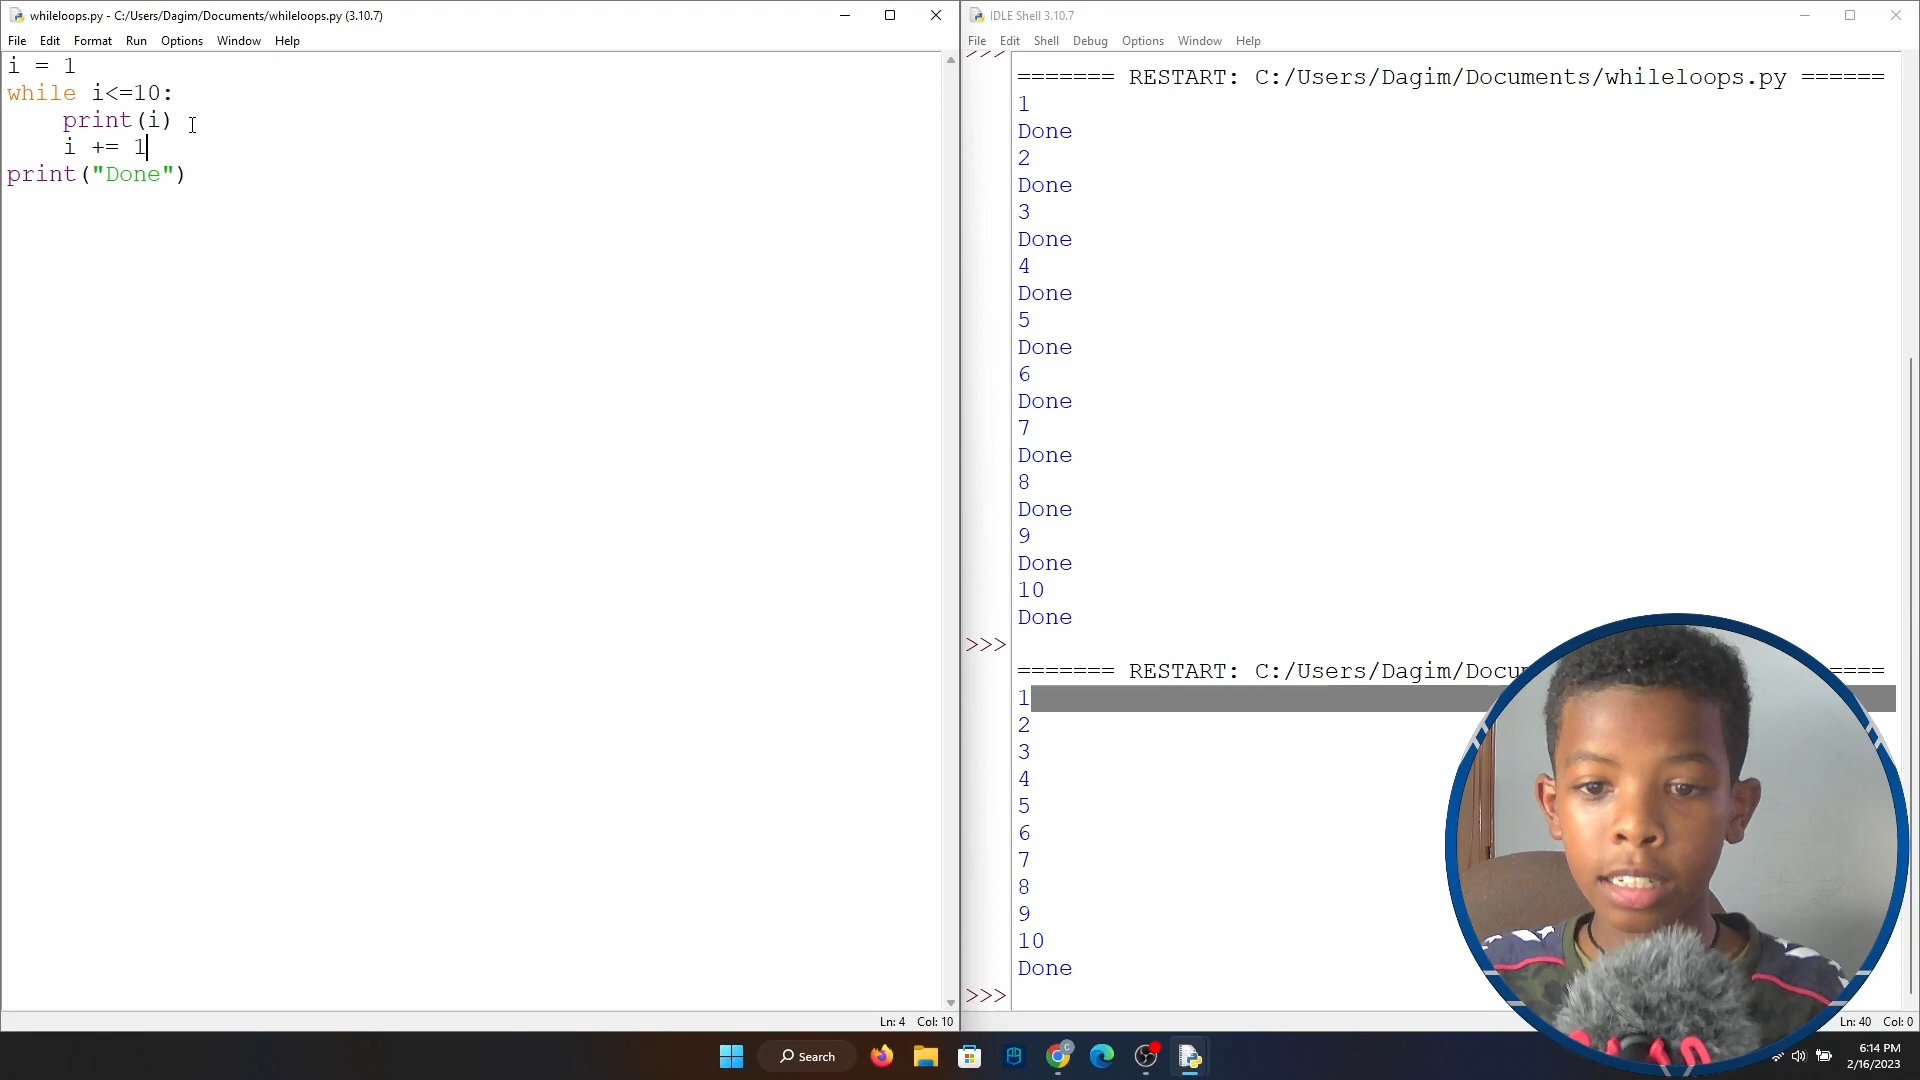 whileloops.py - C:/Users/Dagim/Documents/whileloops.py (3.10.7)
File Edit Format Run Options Window Help
i = 1
while i<=10:
    print(i)
    i += 1
print("Done")
Ln: 4 Col: 10
IDLE Shell 3.10.7
File Edit Shell Debug Options Window Help
>>>
======= RESTART: C:/Users/Dagim/Documents/whileloops.py ======
1
Done
2
Done
3
Done
4
Done
5
Done
6
Done
7
Done
8
Done
9
Done
10
Done
>>>
======= RESTART: C:/Users/Dagim/Docu ====
1
2
3
4
5
6
7
8
9
10
Done
>>>
Ln: 40 Col: 0
Search
C
6:14 PM
2/16/2023